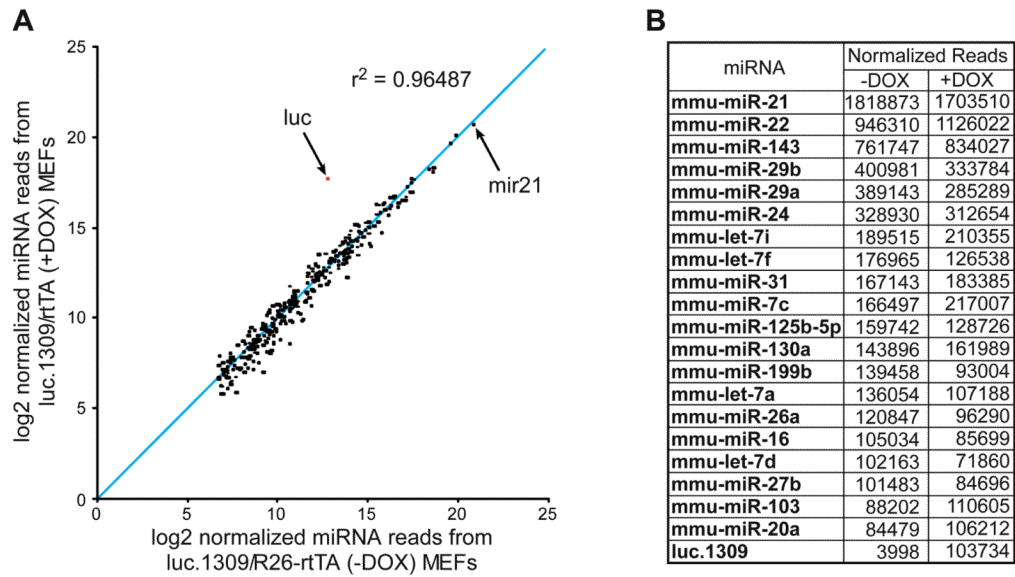 A
25
20
15
10
5
0
0 5 10 15 20 25
r² = 0.96487
luc
mir21
log2 normalized miRNA reads from
luc.1309/rtTA (+DOX) MEFs
log2 normalized miRNA reads from
luc.1309/R26-rtTA (-DOX) MEFs
B
miRNA Normalized Reads
-DOX +DOX
mmu-miR-21 1818873 1703510
mmu-miR-22 946310 1126022
mmu-miR-143 761747 834027
mmu-miR-29b 400981 333784
mmu-miR-29a 389143 285289
mmu-miR-24 328930 312654
mmu-let-7i 189515 210355
mmu-let-7f 176965 126538
mmu-miR-31 167143 183385
mmu-miR-7c 166497 217007
mmu-miR-125b-5p 159742 128726
mmu-miR-130a 143896 161989
mmu-miR-199b 139458 93004
mmu-let-7a 136054 107188
mmu-miR-26a 120847 96290
mmu-miR-16 105034 85699
mmu-let-7d 102163 71860
mmu-miR-27b 101483 84696
mmu-miR-103 88202 110605
mmu-miR-20a 84479 106212
luc.1309 3998 103734